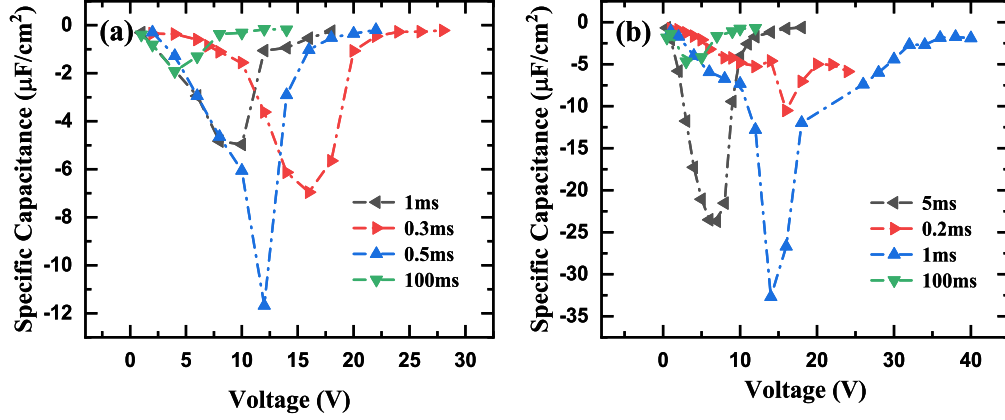 (a)
Specific Capacitance (μF/cm²)
0
-2
-4
-6
-8
-10
-12
1ms
0.3ms
0.5ms
100ms
0 5 10 15 20 25 30
Voltage (V)
(b)
Specific Capacitance (μF/cm²)
0
-5
-10
-15
-20
-25
-30
-35
5ms
0.2ms
1ms
100ms
0 10 20 30 40
Voltage (V)